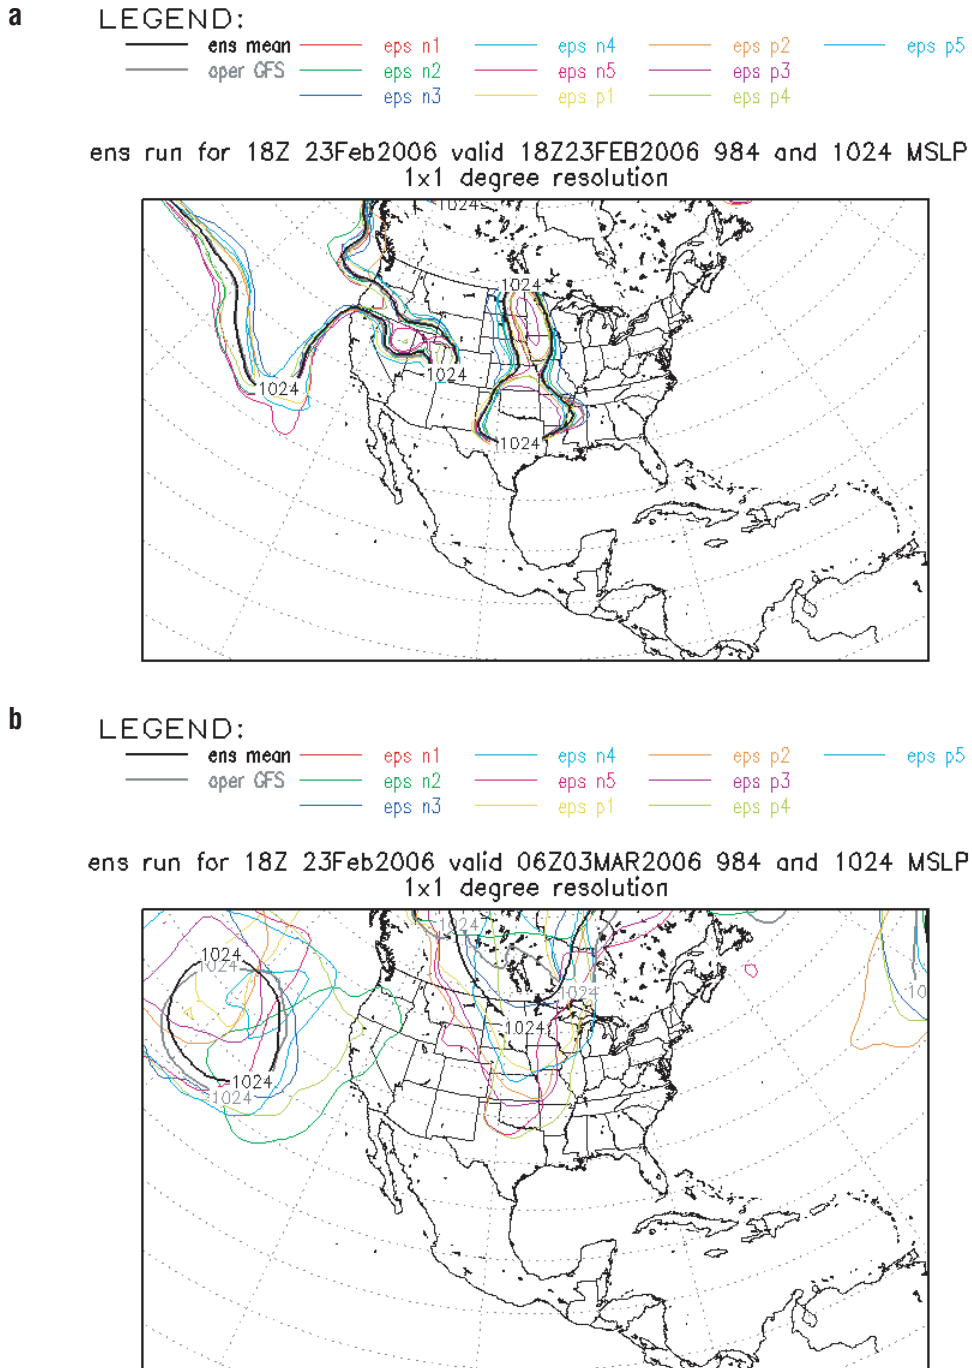 a
LEGEND:
ens mean eps n1 eps n4 eps p2 eps p5
oper GFS eps n2 eps n5 eps p3
eps n3 eps p1 eps p4
ens run for 18Z 23Feb2006 valid 18Z23FEB2006 984 and 1024 MSLP
1x1 degree resolution
1024
1024
1024
1024
1024
b
LEGEND:
ens mean eps n1 eps n4 eps p2 eps p5
oper GFS eps n2 eps n5 eps p3
eps n3 eps p1 eps p4
ens run for 18Z 23Feb2006 valid 06Z03MAR2006 984 and 1024 MSLP
1x1 degree resolution
1024
1024
1024
1024
10
1024
1024
1024